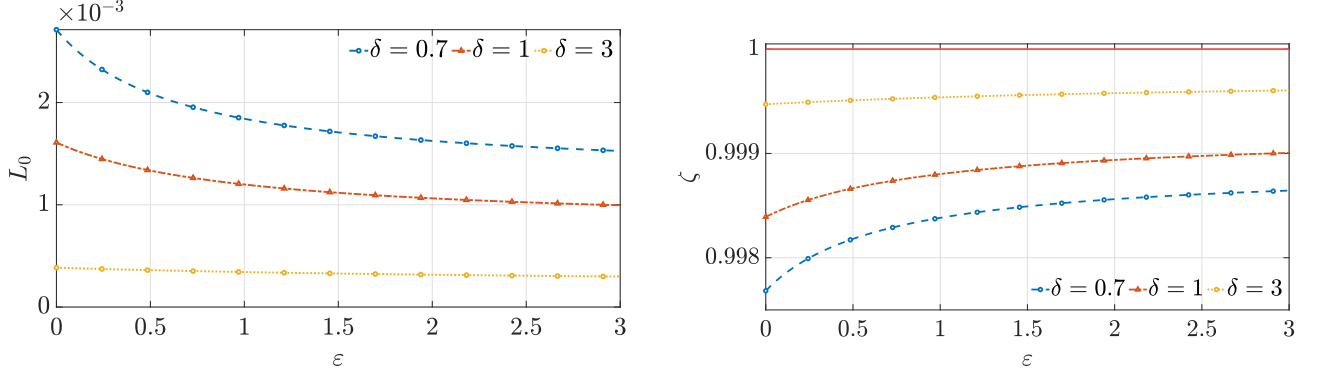 ×10⁻³
L₀
2
1
0
δ = 0.7 δ = 1 δ = 3
0 0.5 1 1.5 2 2.5 3
ε
ζ
1
0.999
0.998
δ = 0.7 δ = 1 δ = 3
0 0.5 1 1.5 2 2.5 3
ε